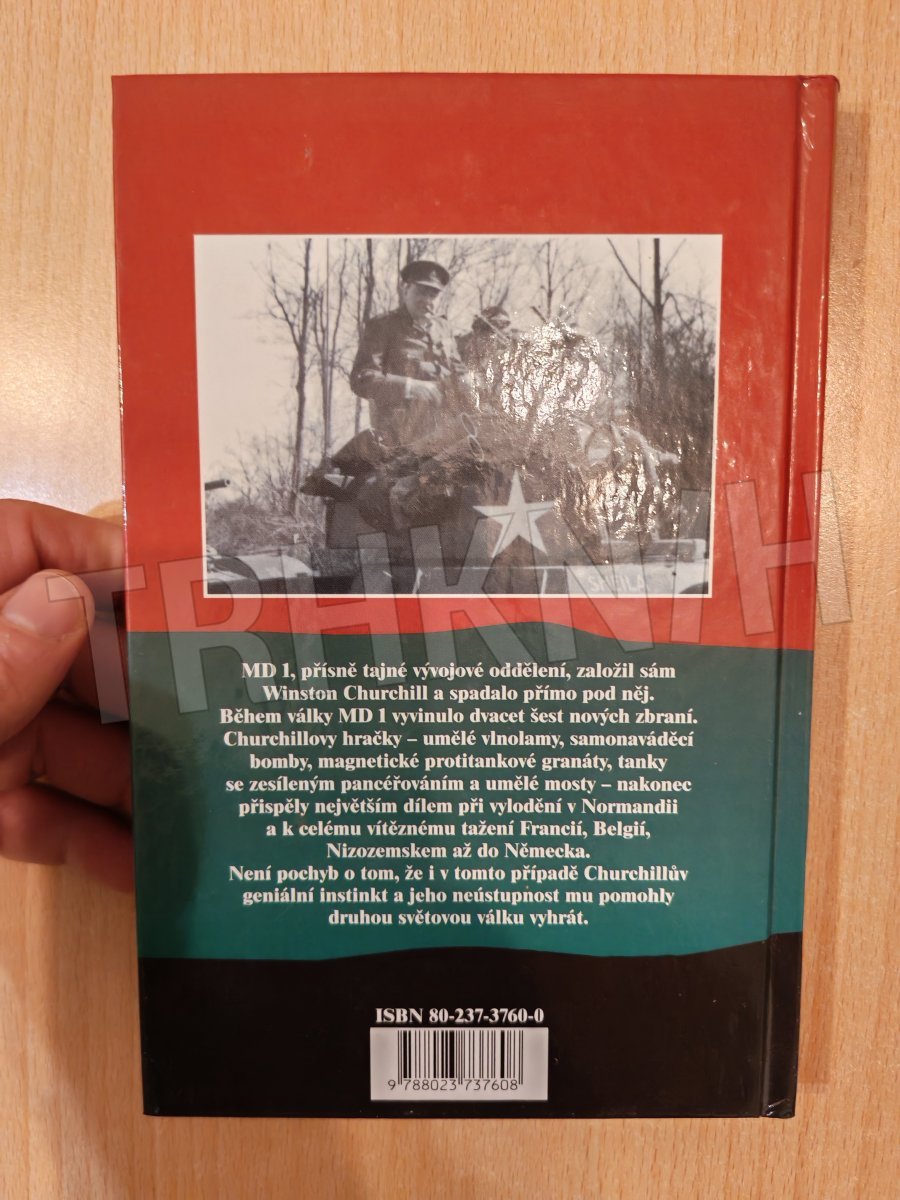 TRHKNIH
MD 1, přísně tajné vývojové oddělení, založil sám
Winston Churchill a spadalo přímo pod něj.
Během války MD 1 vyvinulo dvacet šest nových zbraní.
Churchillovy hračky – umělé vlnolamy, samonaváděcí
bomby, magnetické protitankové granáty, tanky
se zesíleným pancéřováním a umělé mosty – nakonec
přispěly největším dílem při vylodění v Normandii
a k celému vítěznému tažení Francií, Belgií,
Nizozemskem až do Německa.
Není pochyb o tom, že i v tomto případě Churchillův
geniální instinkt a jeho neústupnost mu pomohly
druhou světovou válku vyhrát.
ISBN 80-237-3760-0
9 788023 737608